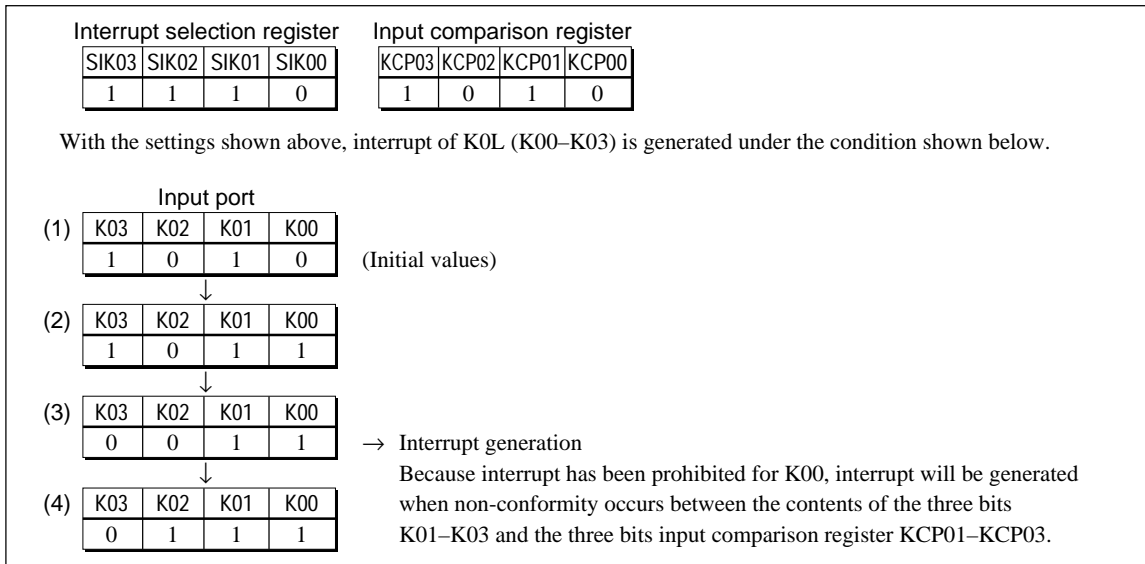 Interrupt selection register Input comparison register
SIK03 SIK02 SIK01 SIK00 KCP03 KCP02 KCP01 KCP00
1 1 1 0 1 0 1 0
With the settings shown above, interrupt of K0L (K00–K03) is generated under the condition shown below.
Input port
(1) K03 K02 K01 K00
1 0 1 0 (Initial values)
↓
(2) K03 K02 K01 K00
1 0 1 1
↓
(3) K03 K02 K01 K00
0 0 1 1 → Interrupt generation
↓ Because interrupt has been prohibited for K00, interrupt will be generated
(4) K03 K02 K01 K00 when non-conformity occurs between the contents of the three bits
0 1 1 1 K01–K03 and the three bits input comparison register KCP01–KCP03.